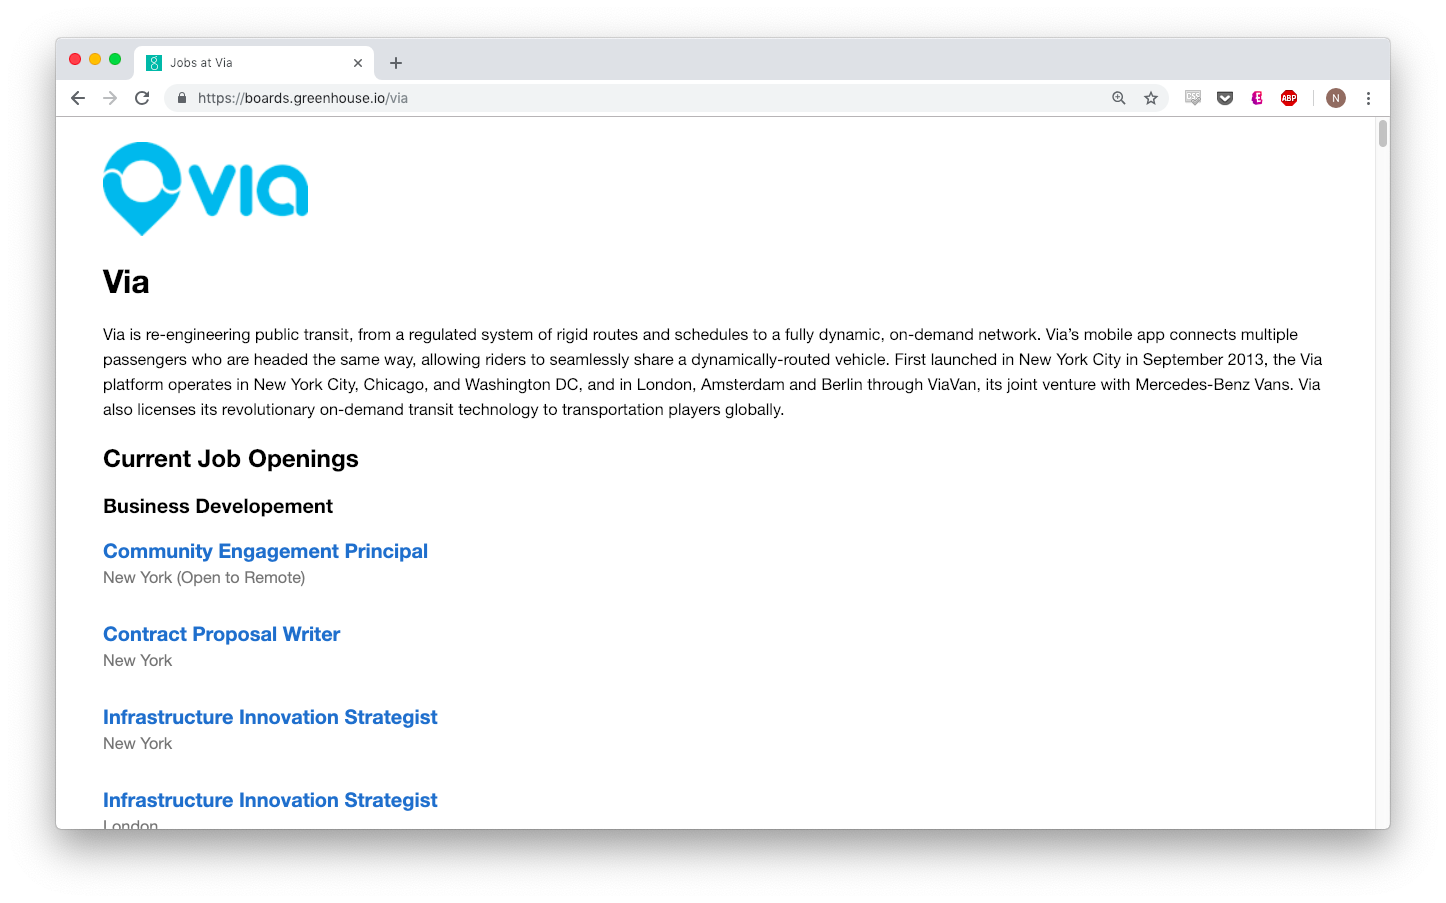 Jobs at Via
https://boards.greenhouse.io/via
CSS
ABP
N
via
Via
Via is re-engineering public transit, from a regulated system of rigid routes and schedules to a fully dynamic, on-demand network. Via’s mobile app connects multiple
passengers who are headed the same way, allowing riders to seamlessly share a dynamically-routed vehicle. First launched in New York City in September 2013, the Via
platform operates in New York City, Chicago, and Washington DC, and in London, Amsterdam and Berlin through ViaVan, its joint venture with Mercedes-Benz Vans. Via
also licenses its revolutionary on-demand transit technology to transportation players globally.
Current Job Openings
Business Developement
Community Engagement Principal
New York (Open to Remote)
Contract Proposal Writer
New York
Infrastructure Innovation Strategist
New York
Infrastructure Innovation Strategist
London